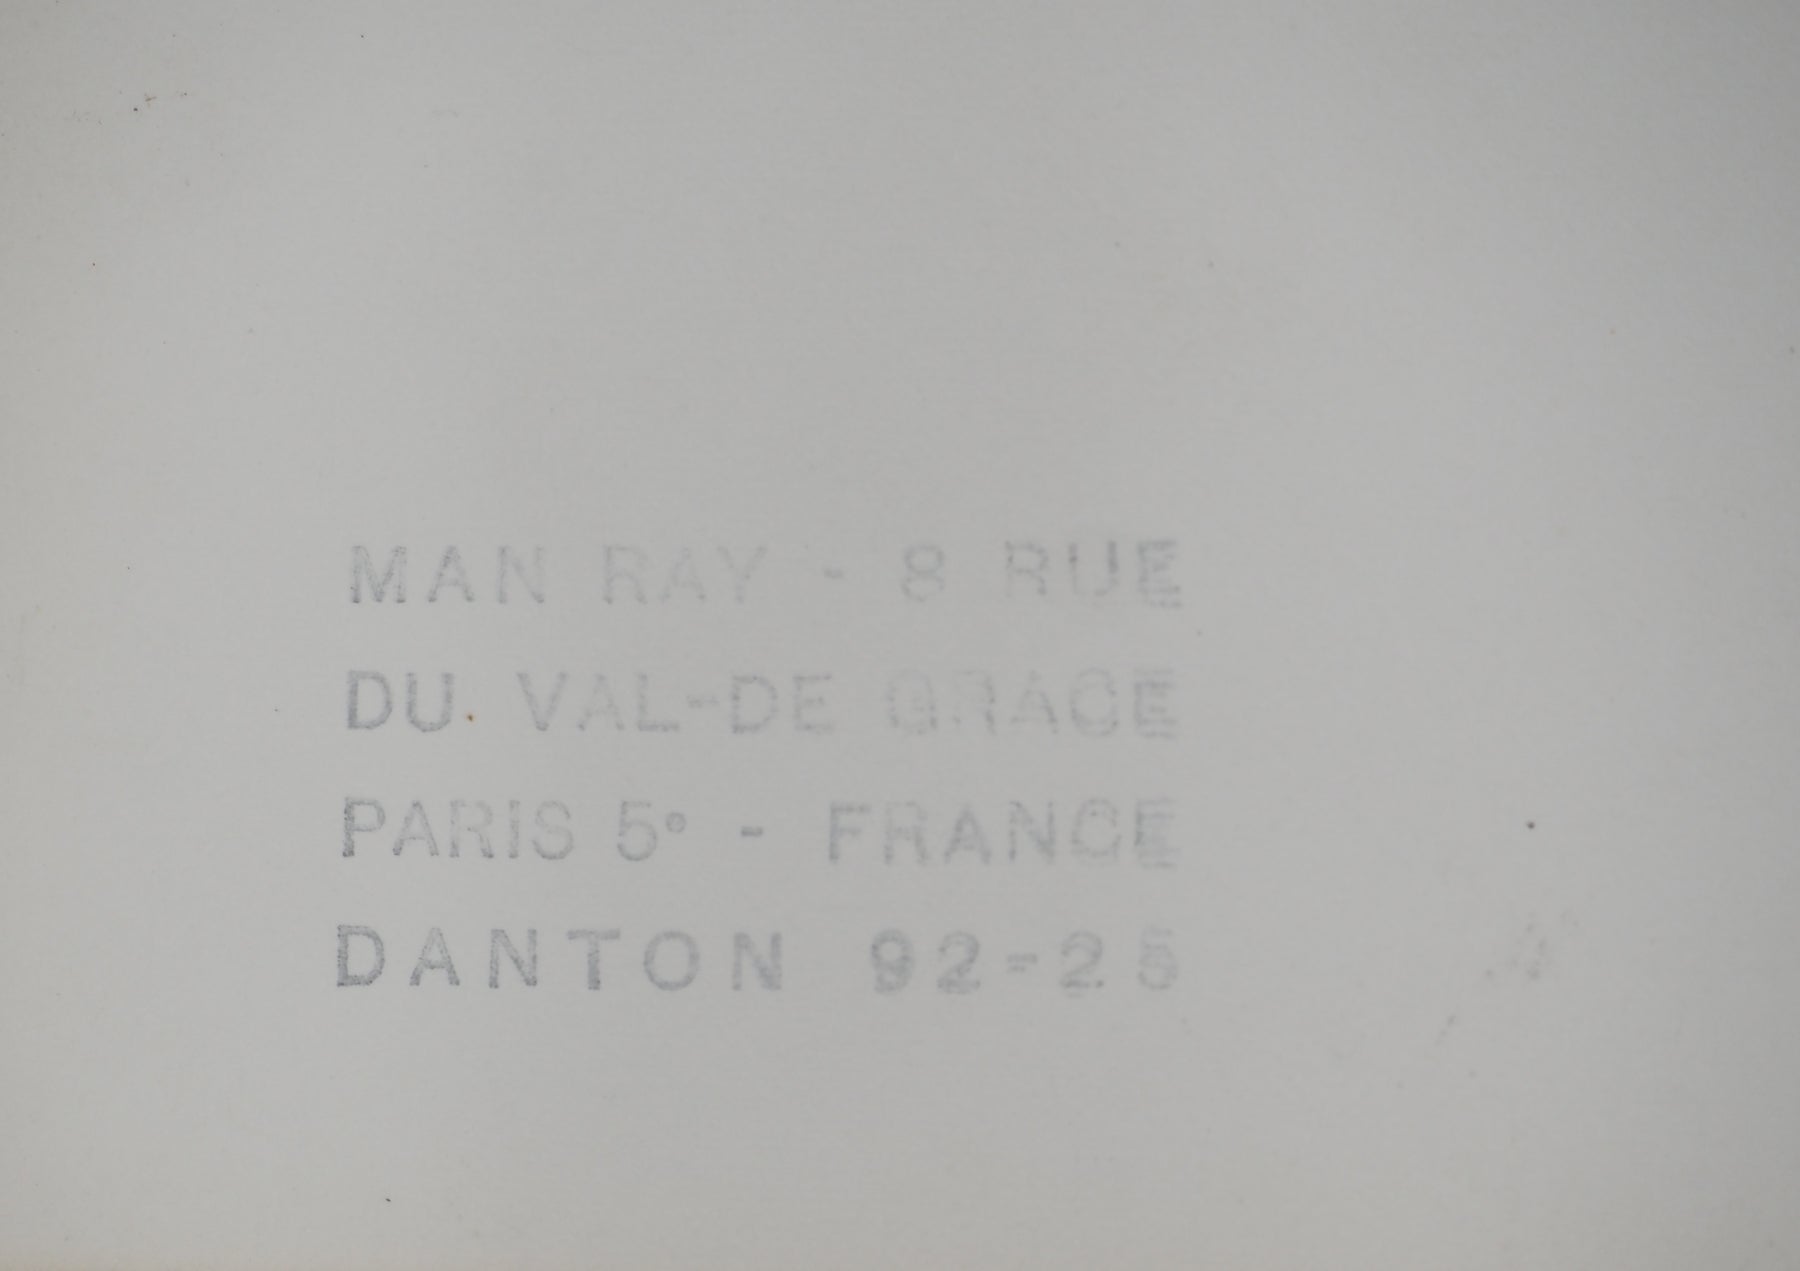 MAN RAY - 8 RUE
DU VAL-DE GRACE
PARIS 5° - FRANCE
DANTON 92-25